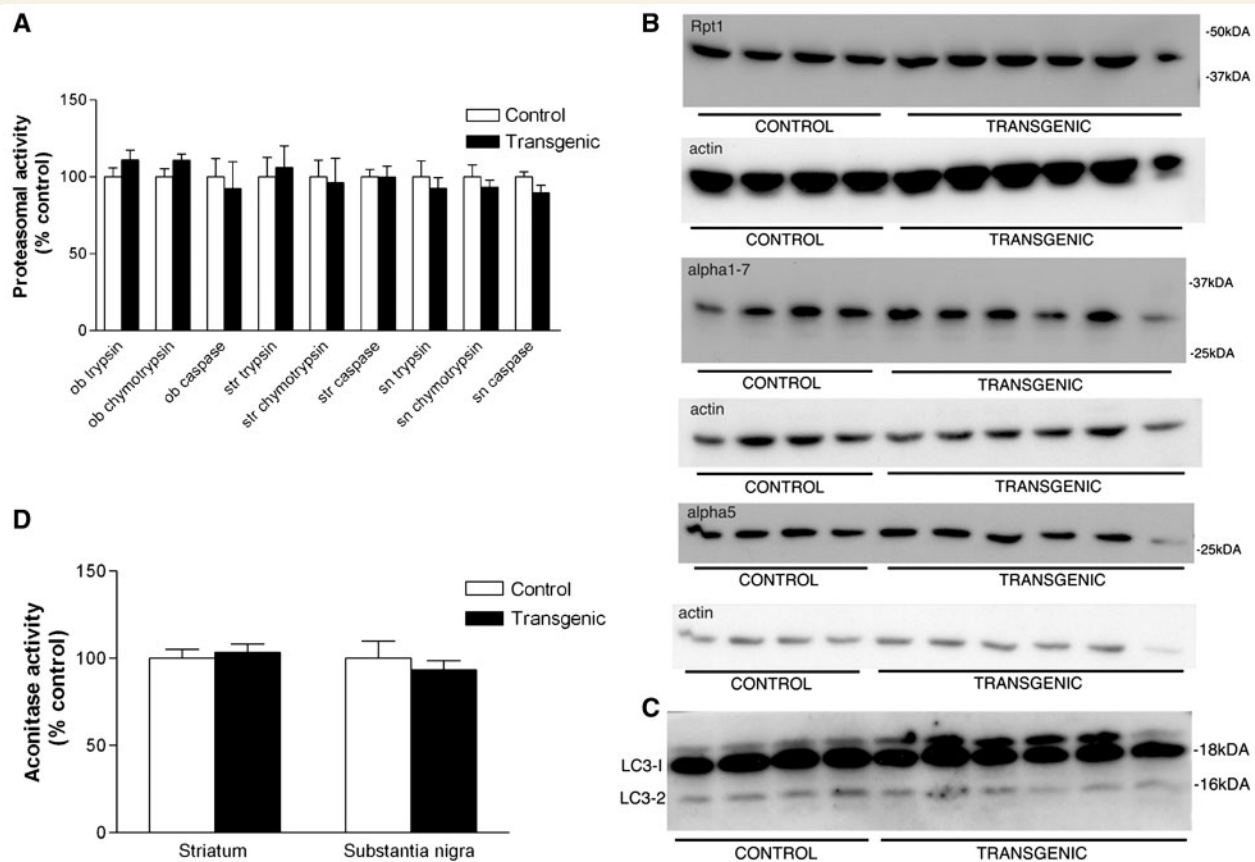 A
Proteasomal activity
(% control)
150
100
50
0
Control
Transgenic
ob trypsin
ob chymotrypsin
ob caspase
str trypsin
str chymotrypsin
str caspase
sn trypsin
sn chymotrypsin
sn caspase
B
Rpt1
-50kDA
-37kDA
CONTROL TRANSGENIC
actin
CONTROL TRANSGENIC
alpha1-7
-37kDA
-25kDA
CONTROL TRANSGENIC
actin
CONTROL TRANSGENIC
alpha5
-25kDA
CONTROL TRANSGENIC
actin
CONTROL TRANSGENIC
C
LC3-I
LC3-2
-18kDA
-16kDA
CONTROL TRANSGENIC
D
Aconitase activity
(% control)
150
100
50
0
Control
Transgenic
Striatum Substantia nigra